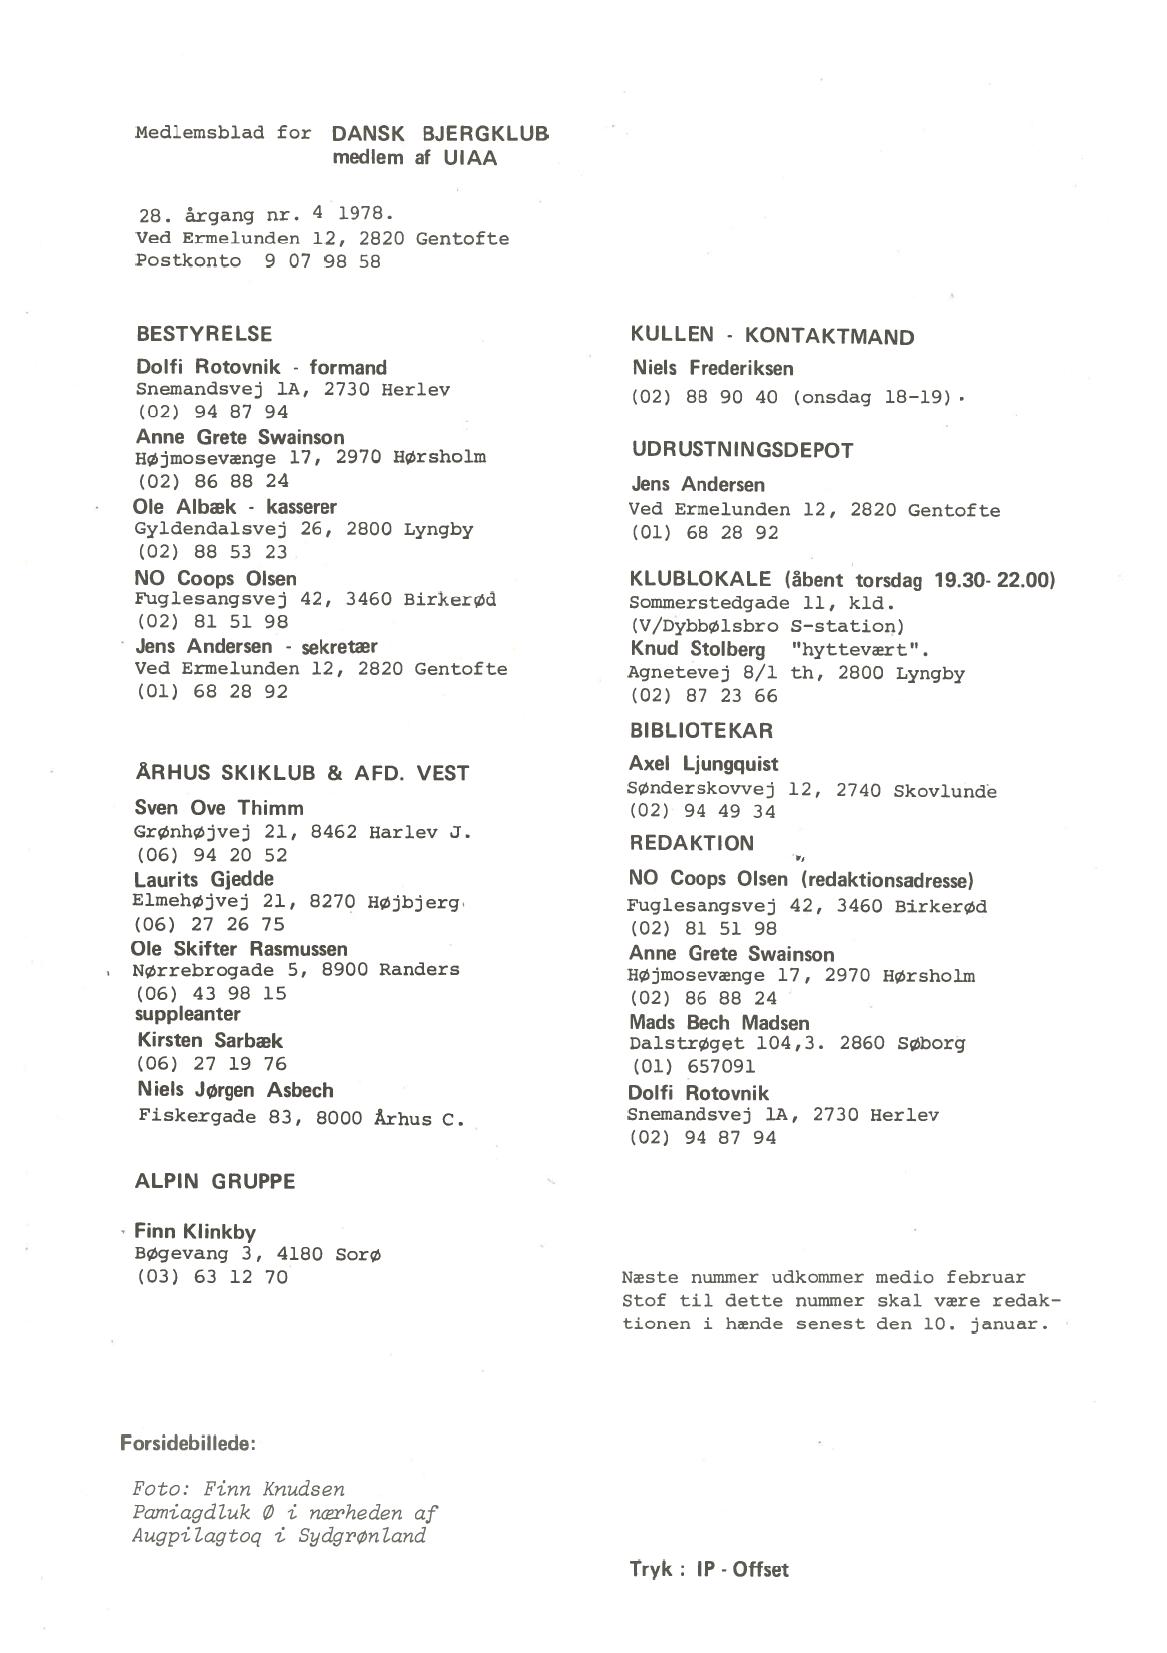 Medlemsblad for DANSK BJERGKLUB
medlem af UIAA
28. årgang nr. 4 1978.
Ved Ermelunden 12, 2820 Gentofte
Postkonto 9 07 98 58
BESTYRELSE
Dolfi Rotovnik - formand
Snemandsvej 1A, 2730 Herlev
(02) 94 87 94
Anne Grete Swainson
Højmosevænge 17, 2970 Hørsholm
(02) 86 88 24
Ole Albæk - kasserer
Gyldendalsvej 26, 2800 Lyngby
(02) 88 53 23
NO Coops Olsen
Fuglesangsvej 42, 3460 Birkerød
(02) 81 51 98
Jens Andersen - sekretær
Ved Ermelunden 12, 2820 Gentofte
(01) 68 28 92
ÅRHUS SKIKLUB & AFD. VEST
Sven Ove Thimm
Grønhøjvej 21, 8462 Harlev J.
(06) 94 20 52
Laurits Gjedde
Elmehøjvej 21, 8270 Højbjerg
(06) 27 26 75
Ole Skifter Rasmussen
Nørrebrogade 5, 8900 Randers
(06) 43 98 15
suppleanter
Kirsten Sarbæk
(06) 27 19 76
Niels Jørgen Asbech
Fiskergade 83, 8000 Århus C.
ALPIN GRUPPE
Finn Klinkby
Bøgevang 3, 4180 Sorø
(03) 63 12 70
Forsidebillede:
Foto: Finn Knudsen
Pamiagdluk Ø i nærheden af
Augpilagtoq i Sydgrønland
KULLEN - KONTAKTMAND
Niels Frederiksen
(02) 88 90 40 (onsdag 18-19).
UDRUSTNINGSDEPOT
Jens Andersen
Ved Ermelunden 12, 2820 Gentofte
(01) 68 28 92
KLUBLOKALE (åbent torsdag 19.30-22.00)
Sommerstedgade 11, kld.
(V/Dybbølsbro S-station)
Knud Stolberg "hyttevært".
Agnetevej 8/1 th, 2800 Lyngby
(02) 87 23 66
BIBLIOTEKAR
Axel Ljungquist
Sønderskovvej 12, 2740 Skovlunde
(02) 94 49 34
REDAKTION
NO Coops Olsen (redaktionsadresse)
Fuglesangsvej 42, 3460 Birkerød
(02) 81 51 98
Anne Grete Swainson
Højmosevænge 17, 2970 Hørsholm
(02) 86 88 24
Mads Bech Madsen
Dalstrøget 104,3. 2860 Søborg
(01) 657091
Dolfi Rotovnik
Snemandsvej 1A, 2730 Herlev
(02) 94 87 94
Næste nummer udkommer medio februar
Stof til dette nummer skal være redak-
tionen i hænde senest den 10. januar.
Tryk : IP - Offset